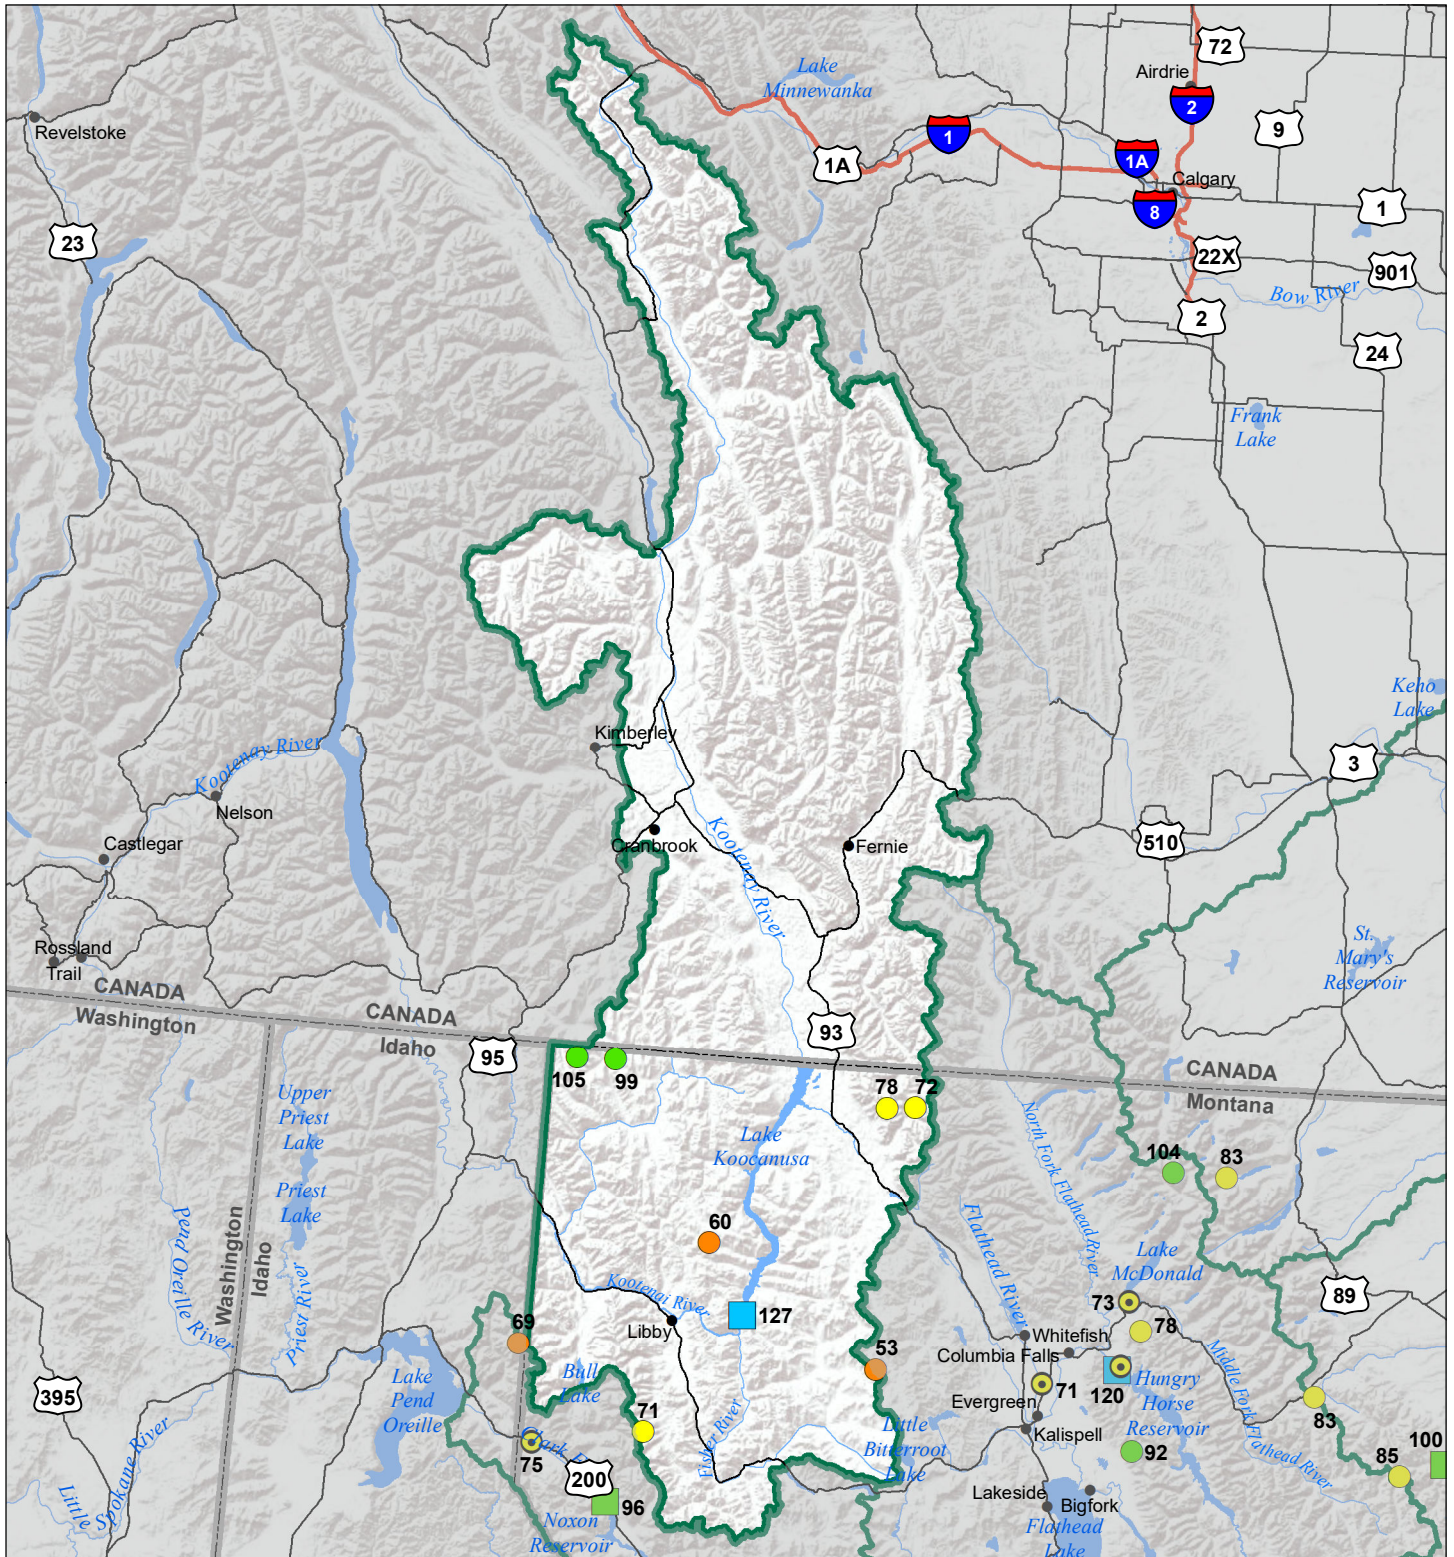 72
Airdrie
Lake
Minnewanka
2
9
Revelstoke
1
1A
1A
Calgary
8
1
23
22X
901
Bow River
2
24
Frank
Lake
Keho
Lake
Kimberley
Kootenay River
3
Nelson
Castlegar
Cranbrook
Kootenay River
Fernie
510
Rossland
Trail
St.
Mary's
Reservoir
CANADA
Washington
CANADA
Idaho
95
93
105
99
CANADA
Montana
78
72
Upper
Priest
Lake
Priest
Lake
Lake
Koocanusa
North Fork Flathead River
104
83
Pend Oreille River
Washington
Idaho
Priest River
60
Flathead River
Lake
McDonald
Kootenai River
127
Libby
73
89
69
Whitefish
78
Columbia Falls
Middle Fork Flathead River
53
Bull
Lake
120
Hungry
Horse
Reservoir
71
395
Lake
Pend
Oreille
Evergreen
83
71
Fisher River
Little
Bitterroot
Lake
Kalispell
Little Spokane River
Clark F
75
92
85
100
200
96
Noxon
Reservoir
Lakeside
Bigfork
Flathead
Lake